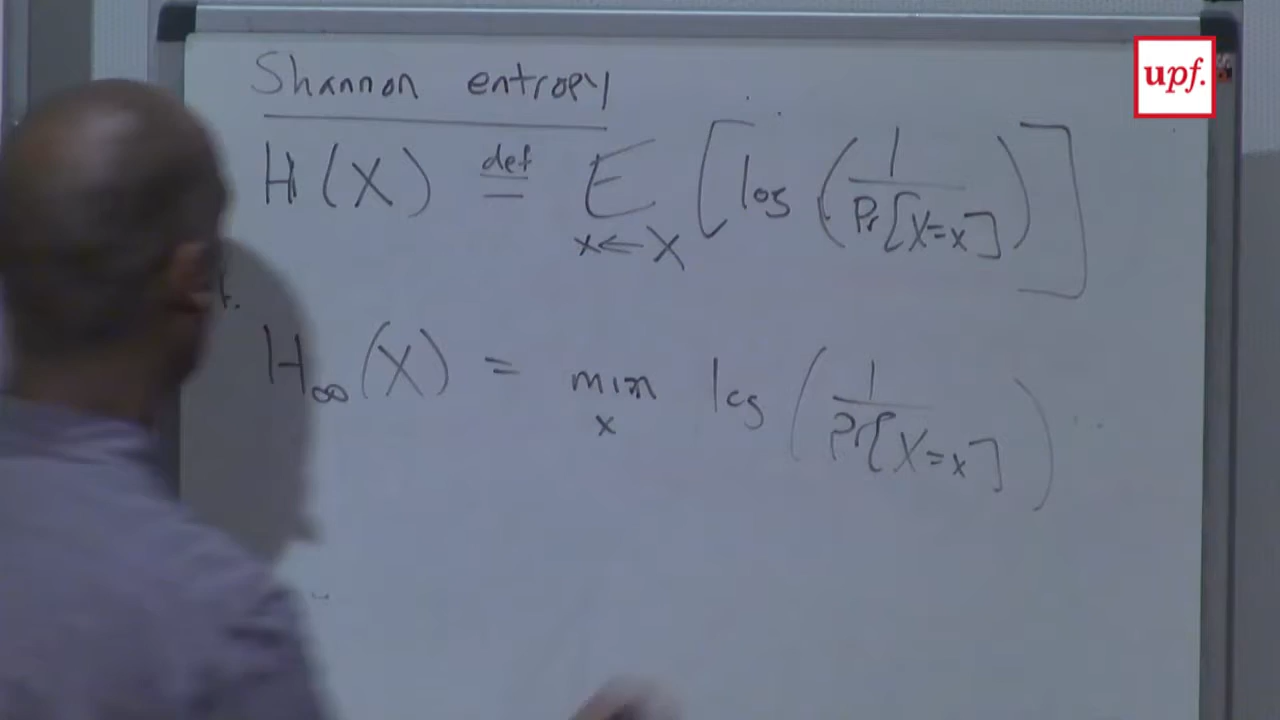 upf.
Shannon entropy
H(X) def= E x←X [log(1/Pr[X=x])]
H∞(X) = min x log(1/Pr[X=x])